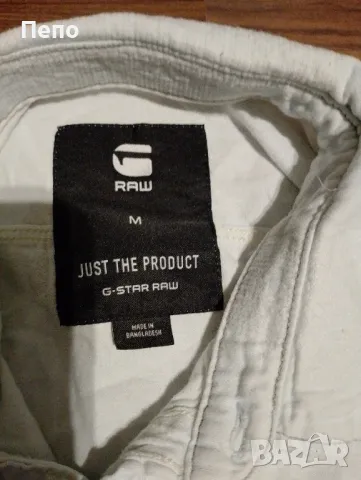 Пепо
G
RAW
M
JUST THE PRODUCT
G-STAR RAW
MADE IN
BANGLADESH
BAZAR